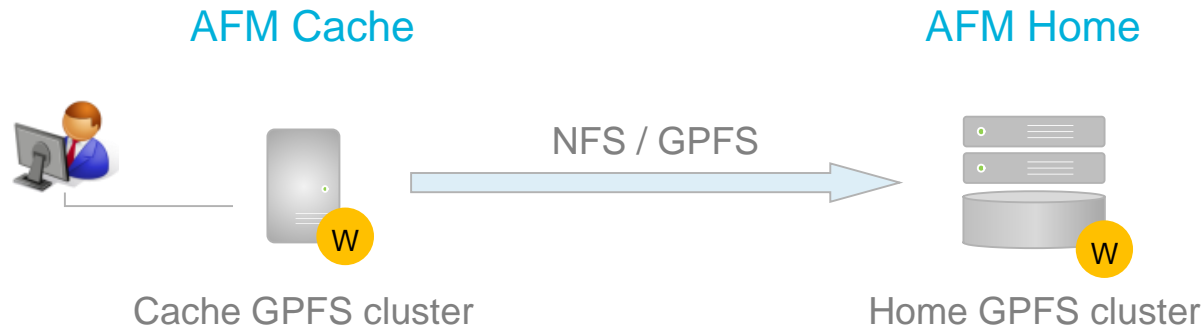 AFM Cache
AFM Home
NFS / GPFS
W
W
Cache GPFS cluster
Home GPFS cluster